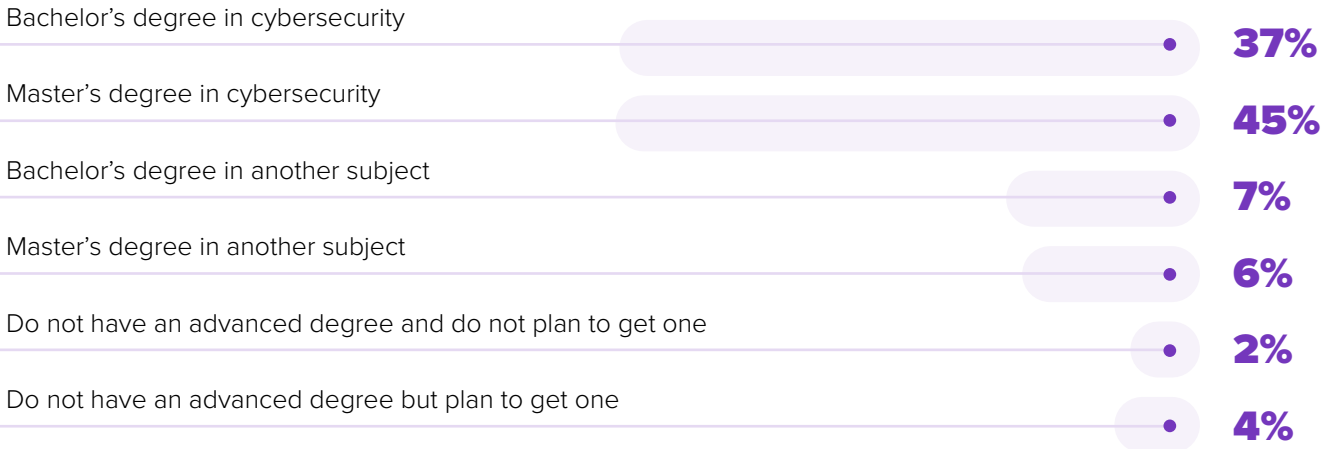 Bachelor’s degree in cybersecurity
37%
Master’s degree in cybersecurity
45%
Bachelor’s degree in another subject
7%
Master’s degree in another subject
6%
Do not have an advanced degree and do not plan to get one
2%
Do not have an advanced degree but plan to get one
4%